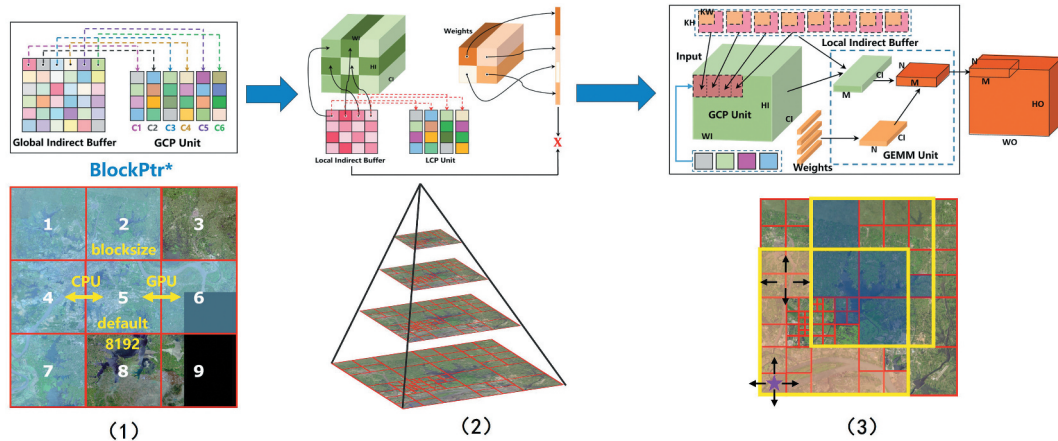 C1 C2 C3 C4 C5 C6
Global Indirect Buffer
GCP Unit
BlockPtr*
1
2
3
blocksize
CPU
GPU
4
5
6
default
8192
7
8
9
(1)
WI
HI
CI
Weights
Local Indirect Buffer
LCP Unit
X
(2)
KW
KH
Local Indirect Buffer
Input
HI
CI
WI
GCP Unit
Weights
CI
M
N
M
CI
N
GEMM Unit
N
M
HO
WO
(3)